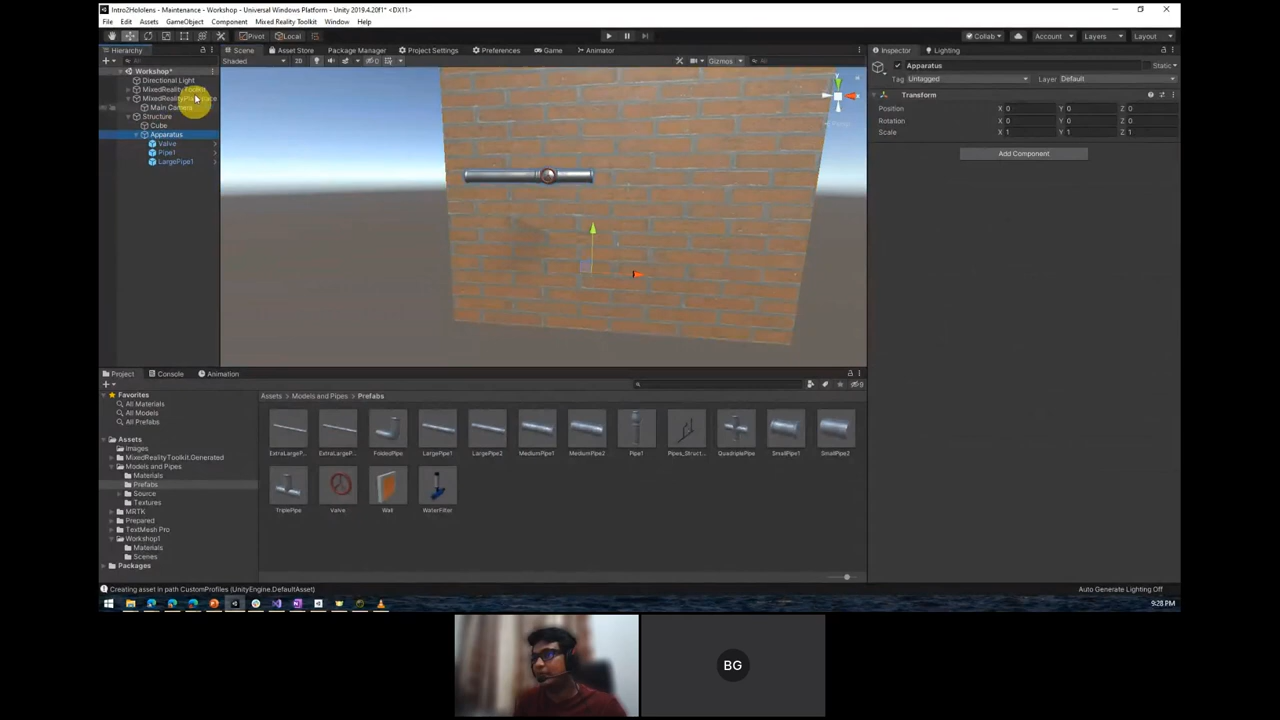 Intro2Hololens - Maintenance - Workshop - Universal Windows Platform - Unity 2019.4.20f1* <DX11>
File Edit Assets GameObject Component Mixed Reality Toolkit Window Help
Pivot Local Collab Account Layers Layout
Hierarchy
Scene Asset Store Package Manager Project Settings Preferences Game Animator
Inspector Lighting
All
Shaded 2D 0 Gizmos All
Workshop*
Directional Light
MixedRealityToolkit
Main Camera
Structure
Cube
Apparatus
Valve
Pipe1
LargePipe1
Apparatus Static
Tag Untagged Layer Default
Transform
Position X 0 Y 0 Z 0
Rotation X 0 Y 0 Z 0
Scale X 1 Y 1 Z 1
Add Component
Project Console Animation
9
Favorites
All Materials
All Models
All Prefabs
Assets
Images
MixedRealityToolkit.Generated
Models and Pipes
Materials
Prefabs
Source
Textures
MRTK
Prepared
TextMesh Pro
Workshop1
Materials
Scenes
Packages
Assets > Models and Pipes > Prefabs
ExtraLargeP... ExtraLargeP... FoldedPipe LargePipe1 LargePipe2 MediumPipe1 MediumPipe2 Pipe1 Pipes_Struct... QuadriplePipe SmallPipe1 SmallPipe2
TriplePipe Valve Wall WaterFilter
Creating asset in path CustomProfiles (UnityEngine.DefaultAsset)
Auto Generate Lighting Off
9:28 PM
BG